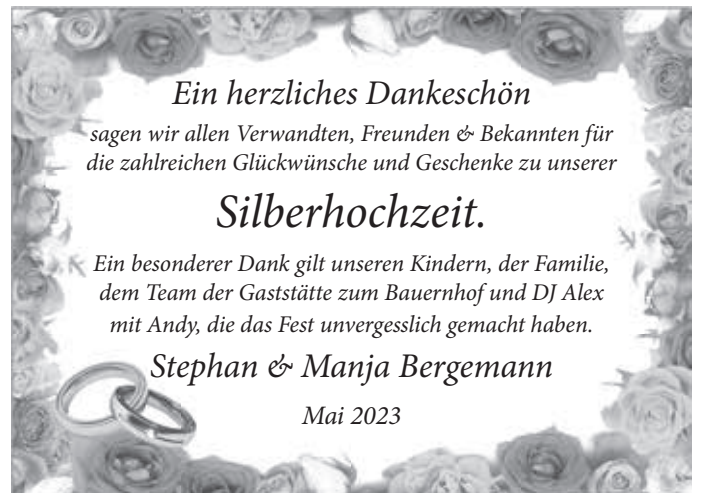 Ein herzliches Dankeschön
sagen wir allen Verwandten, Freunden & Bekannten für
die zahlreichen Glückwünsche und Geschenke zu unserer
Silberhochzeit.
Ein besonderer Dank gilt unseren Kindern, der Familie,
dem Team der Gaststätte zum Bauernhof und DJ Alex
mit Andy, die das Fest unvergesslich gemacht haben.
Stephan & Manja Bergemann
Mai 2023